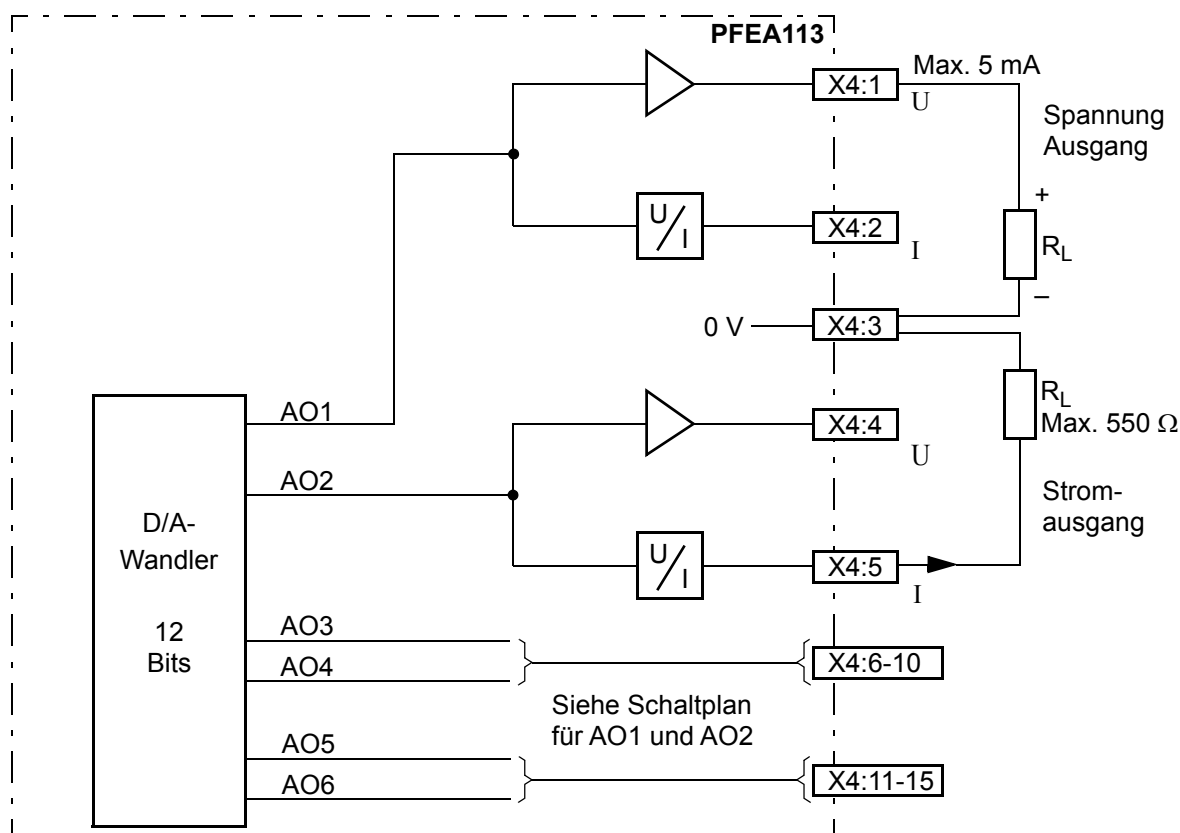 PFEA113
X4:1
Max. 5 mA
U
Spannung
Ausgang
U/I
X4:2
I
+
RL
–
0 V
X4:3
RL
Max. 550 Ω
AO1
X4:4
U
AO2
Strom-
ausgang
D/A-
Wandler
12
Bits
U/I
X4:5
I
AO3
AO4
X4:6-10
Siehe Schaltplan
für AO1 und AO2
AO5
AO6
X4:11-15